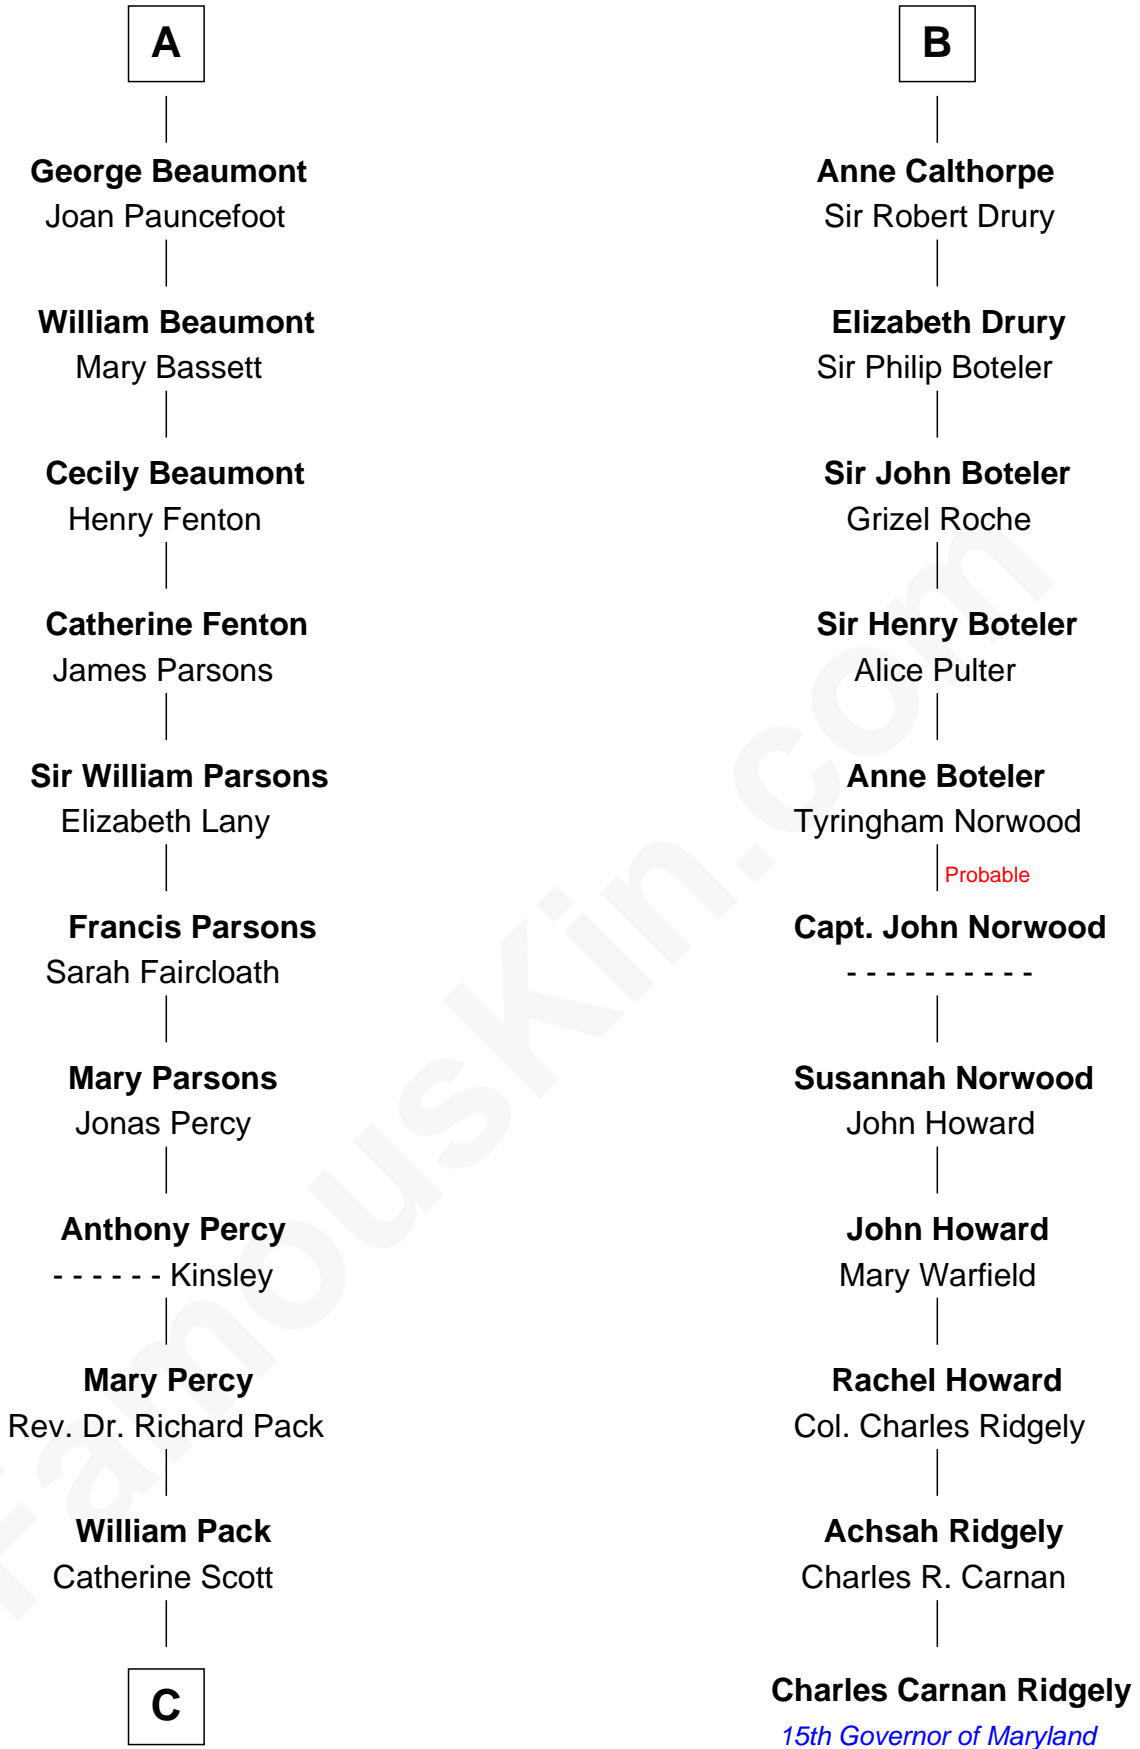 A
George Beaumont
Joan Pauncefoot
William Beaumont
Mary Bassett
Cecily Beaumont
Henry Fenton
Catherine Fenton
James Parsons
Sir William Parsons
Elizabeth Lany
Francis Parsons
Sarah Faircloath
Mary Parsons
Jonas Percy
Anthony Percy
- - - - - - Kinsley
Mary Percy
Rev. Dr. Richard Pack
William Pack
Catherine Scott
C
B
Anne Calthorpe
Sir Robert Drury
Elizabeth Drury
Sir Philip Boteler
Sir John Boteler
Grizel Roche
Sir Henry Boteler
Alice Pulter
Anne Boteler
Tyringham Norwood
Probable
Capt. John Norwood
- - - - - - - - - -
Susannah Norwood
John Howard
John Howard
Mary Warfield
Rachel Howard
Col. Charles Ridgely
Achsah Ridgely
Charles R. Carnan
Charles Carnan Ridgely
15th Governor of Maryland
FamousKin.com